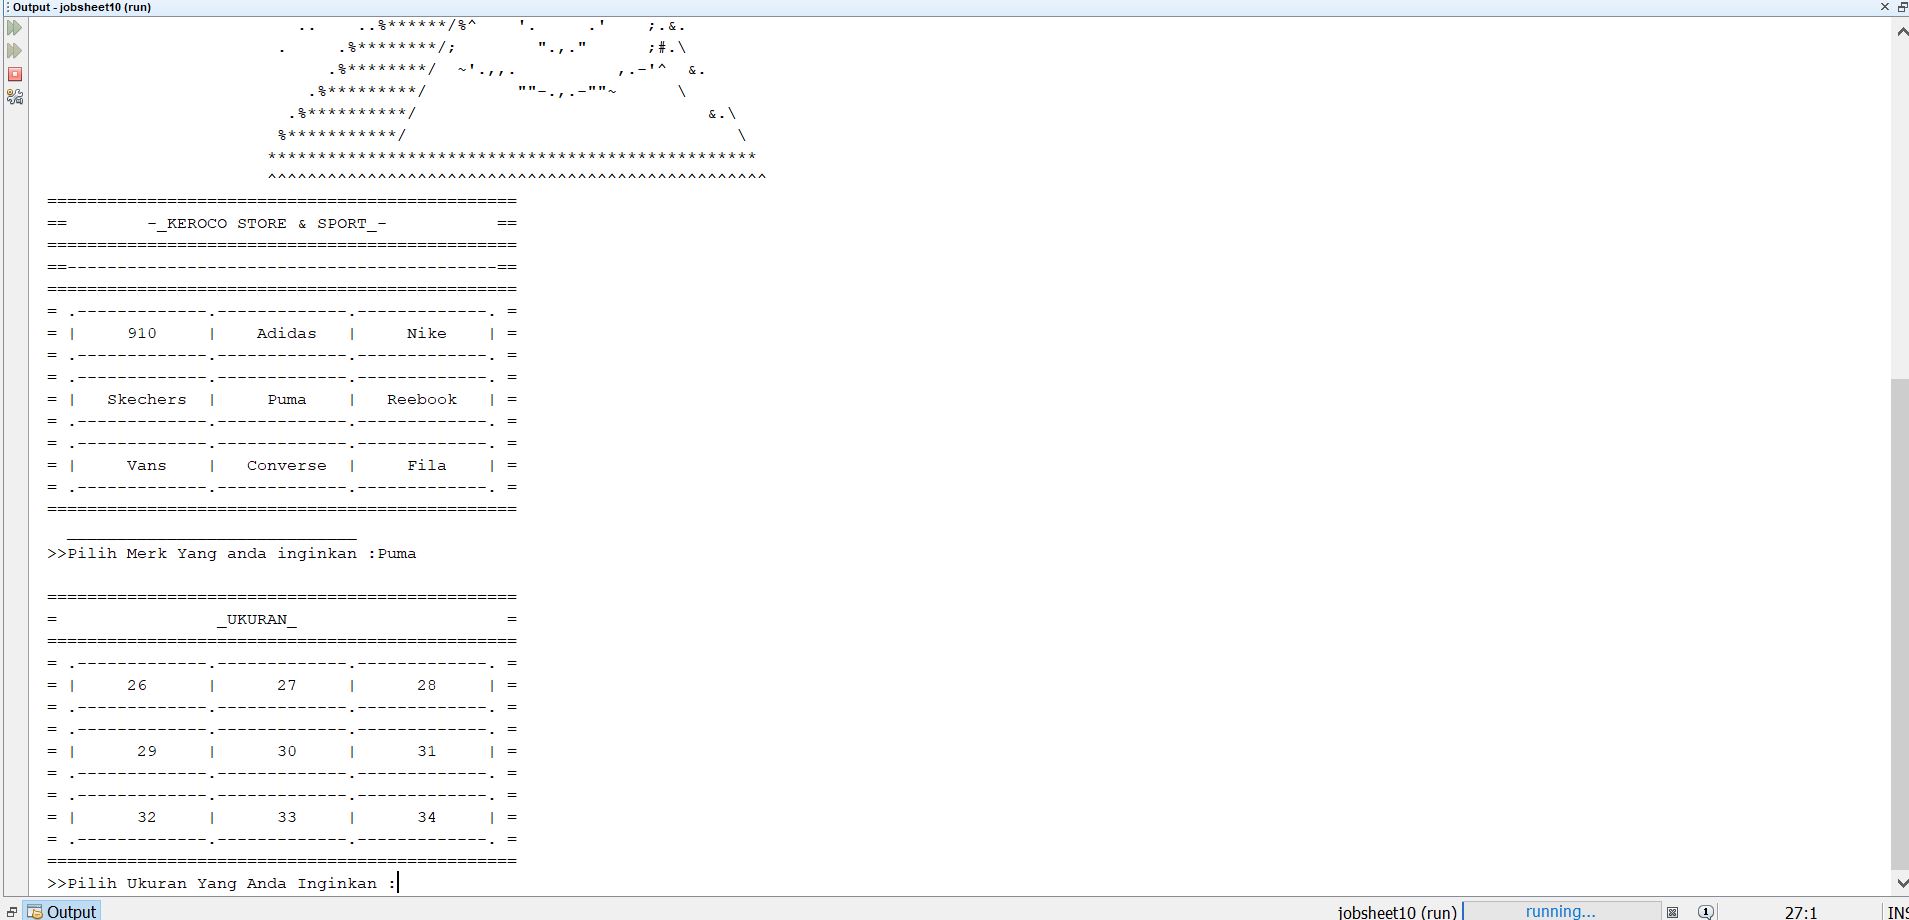 Output - jobsheet10 (run)
..    ..%******/%^    '.     .'    ;.&.
.     .%********/;        ".,."      ;#.\
.%********/  ~'.,,.          ,.-'^  &.
.%*********/         ""-.,.-""~      \
.%**********/                             &.\
%***********/                                 \
*************************************************
^^^^^^^^^^^^^^^^^^^^^^^^^^^^^^^^^^^^^^^^^^^^^^^^^^
===============================================
==        -_KEROCO STORE & SPORT_-           ==
===============================================
==-------------------------------------------==
===============================================
= .-------------.-------------.-------------. =
= |     910     |    Adidas   |     Nike    | =
= .-------------.-------------.-------------. =
= .-------------.-------------.-------------. =
= |   Skechers  |     Puma    |   Reebook   | =
= .-------------.-------------.-------------. =
= .-------------.-------------.-------------. =
= |     Vans    |   Converse  |     Fila    | =
= .-------------.-------------.-------------. =
===============================================
_____________________________
>>Pilih Merk Yang anda inginkan :Puma
===============================================
=                _UKURAN_                     =
===============================================
= .-------------.-------------.-------------. =
= |     26      |      27     |      28     | =
= .-------------.-------------.-------------. =
= .-------------.-------------.-------------. =
= |      29     |      30     |      31     | =
= .-------------.-------------.-------------. =
= .-------------.-------------.-------------. =
= |      32     |      33     |      34     | =
= .-------------.-------------.-------------. =
===============================================
>>Pilih Ukuran Yang Anda Inginkan :
Output
jobsheet10 (run)
running...
27:1
INS